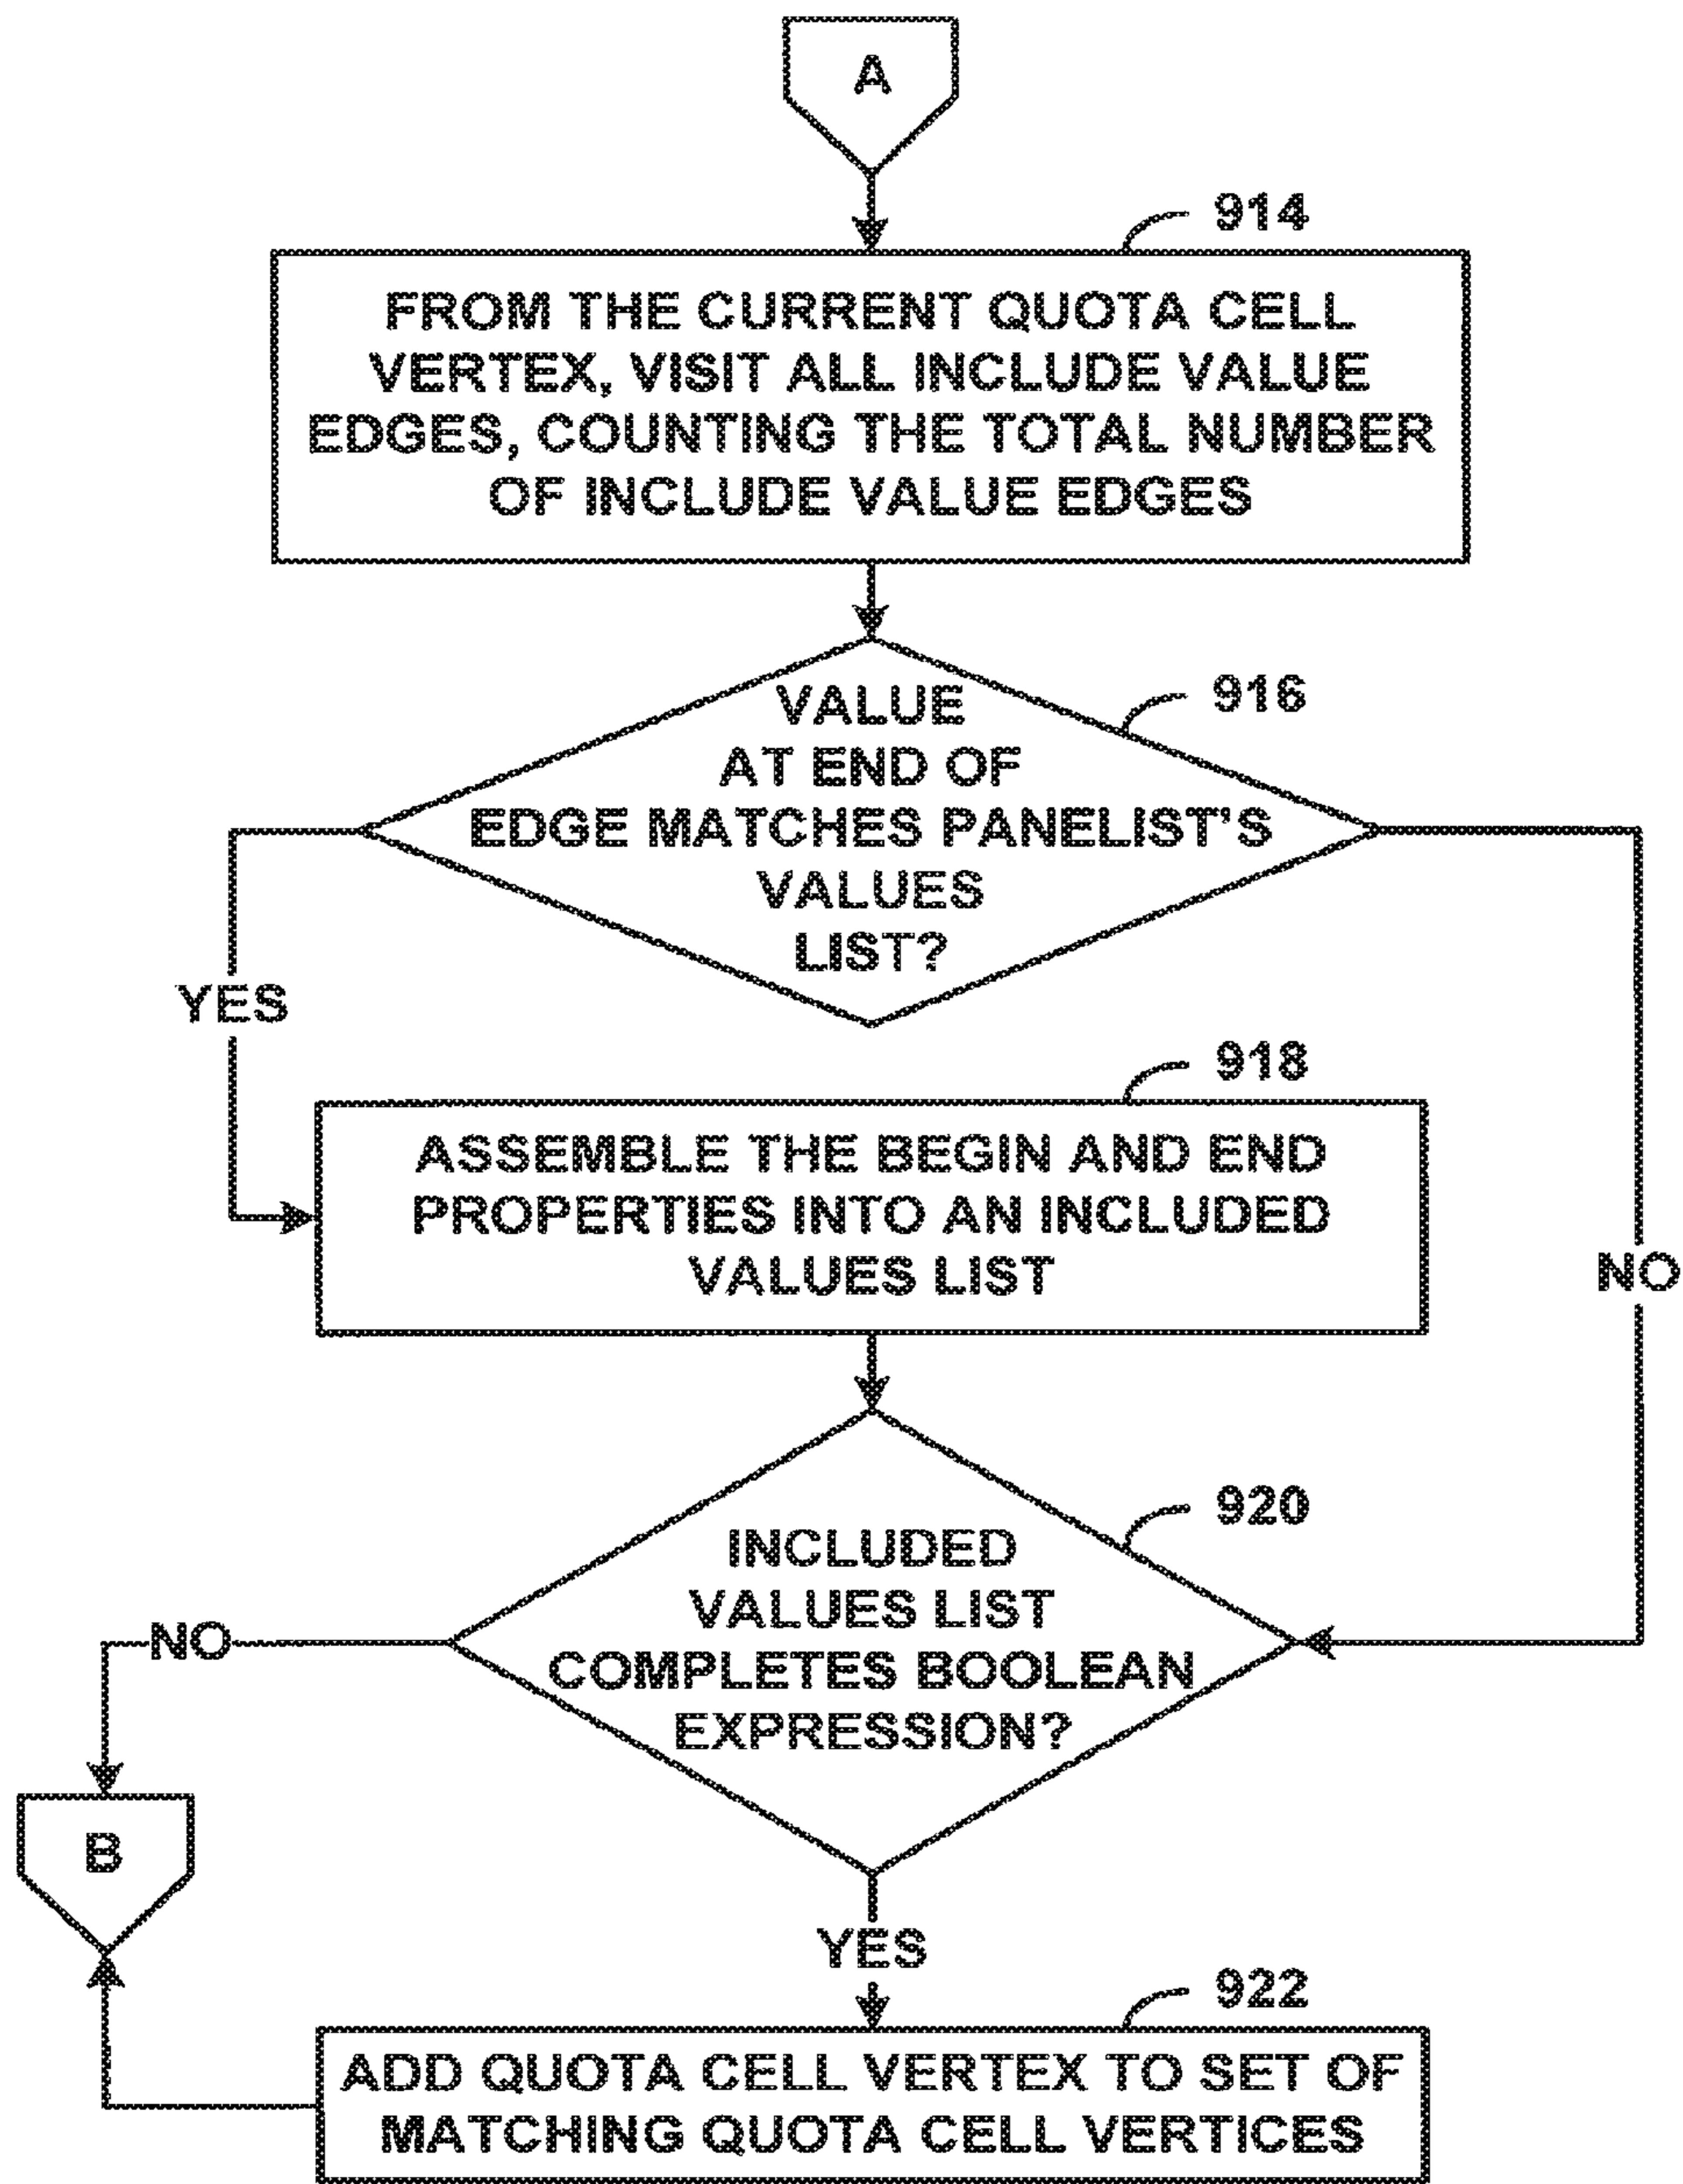 A
914
FROM THE CURRENT QUOTA CELL
VERTEX, VISIT ALL INCLUDE VALUE
EDGES, COUNTING THE TOTAL NUMBER
OF INCLUDE VALUE EDGES
916
VALUE
AT END OF
EDGE MATCHES PANELIST'S
VALUES
LIST?
YES
918
ASSEMBLE THE BEGIN AND END
PROPERTIES INTO AN INCLUDED
VALUES LIST
NO
920
INCLUDED
VALUES LIST
COMPLETES BOOLEAN
EXPRESSION?
NO
B
YES
922
ADD QUOTA CELL VERTEX TO SET OF
MATCHING QUOTA CELL VERTICES